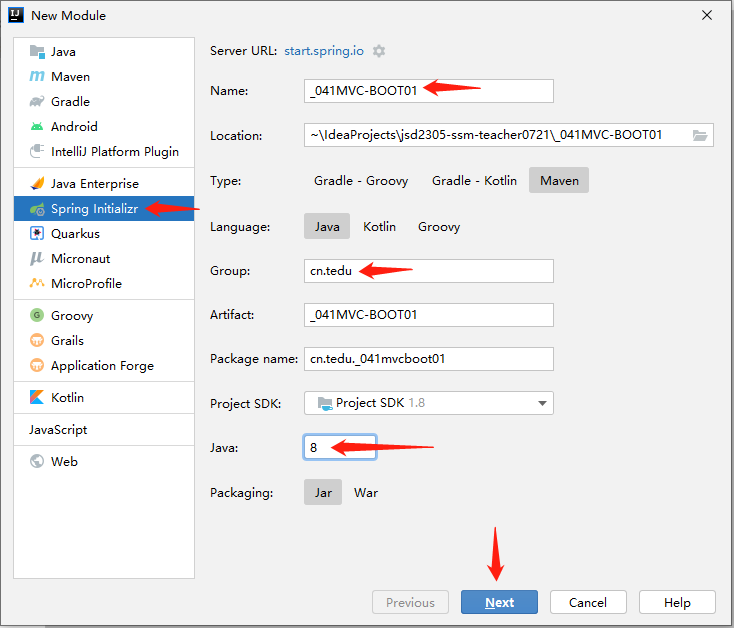 New Module
Java
Maven
Gradle
Android
IntelliJ Platform Plugin
Java Enterprise
Spring Initializr
Quarkus
Micronaut
MicroProfile
Groovy
Grails
Application Forge
Kotlin
JavaScript
Web
Server URL: start.spring.io
Name: _041MVC-BOOT01
Location: ~\IdeaProjects\jsd2305-ssm-teacher0721\_041MVC-BOOT01
Type: Gradle - Groovy Gradle - Kotlin Maven
Language: Java Kotlin Groovy
Group: cn.tedu
Artifact: _041MVC-BOOT01
Package name: cn.tedu._041mvcboot01
Project SDK: Project SDK 1.8
Java: 8
Packaging: Jar War
Previous Next Cancel Help